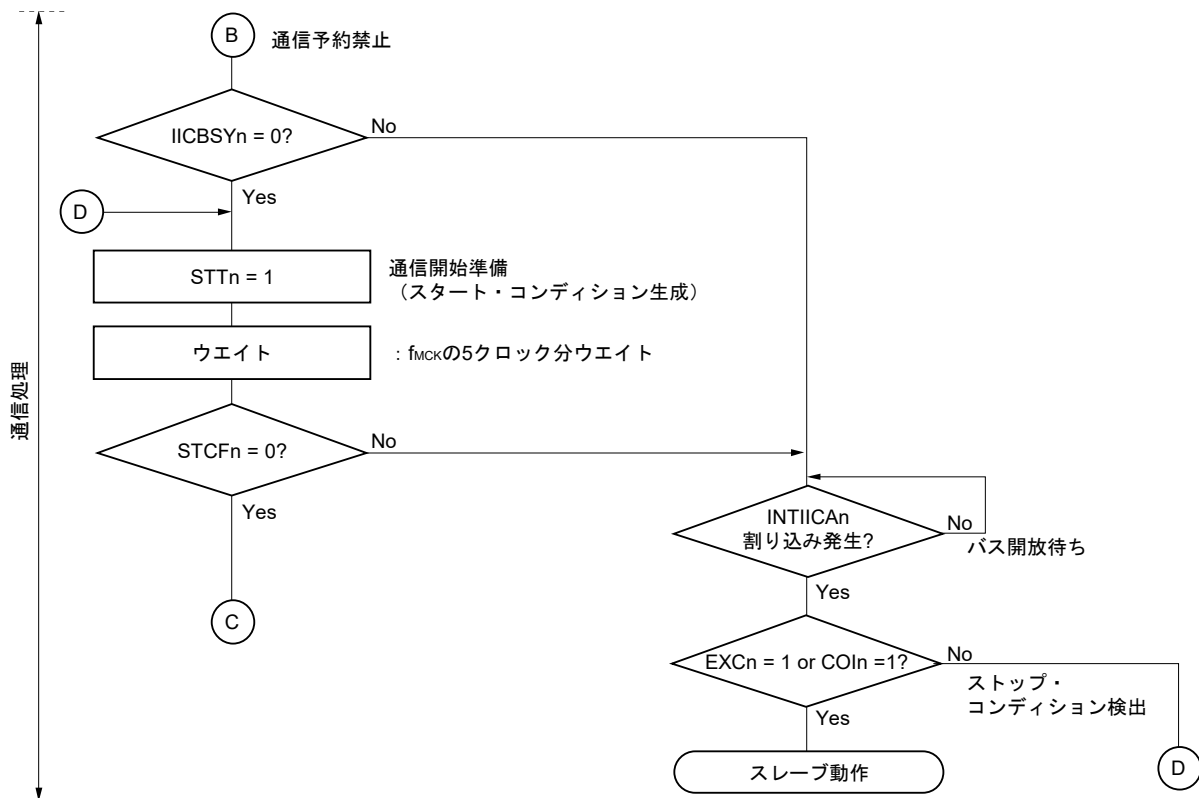 B 通信予約禁止
IICBSYn = 0?
No
Yes
D
STTn = 1
通信開始準備
（スタート・コンディション生成）
ウエイト
: fMCKの5クロック分ウエイト
通信処理
STCFn = 0?
No
Yes
INTIICAn
割り込み発生?
No
バス開放待ち
Yes
C
EXCn = 1 or COIn =1?
No
ストップ・
コンディション検出
Yes
スレーブ動作
D